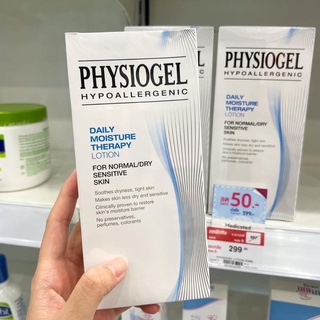 PHYSIOGEL
HYPOALLERGENIC
DAILY
MOISTURE
THERAPY
LOTION
FOR NORMAL/DRY
SENSITIVE
SKIN
Soothes dryness, tight skin
Makes skin less dry and sensitive
Clinically proven to restore
skin's moisture barrier
No preservatives,
perfumes, colorants
PHYSIOGEL
HYPOALLERGENIC
DAILY
MOISTURE
THERAPY
LOTION
FOR NORMAL/DRY
SENSITIVE
SKIN
50.-
Medicated
299